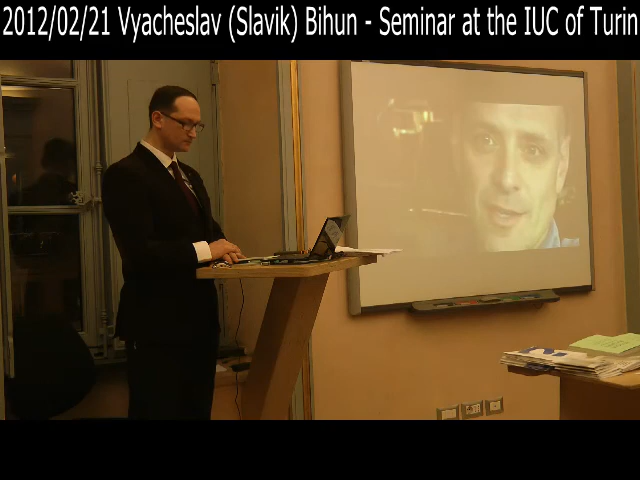 2012/02/21 Vyacheslav (Slavik) Bihun - Seminar at the IUC of Turin